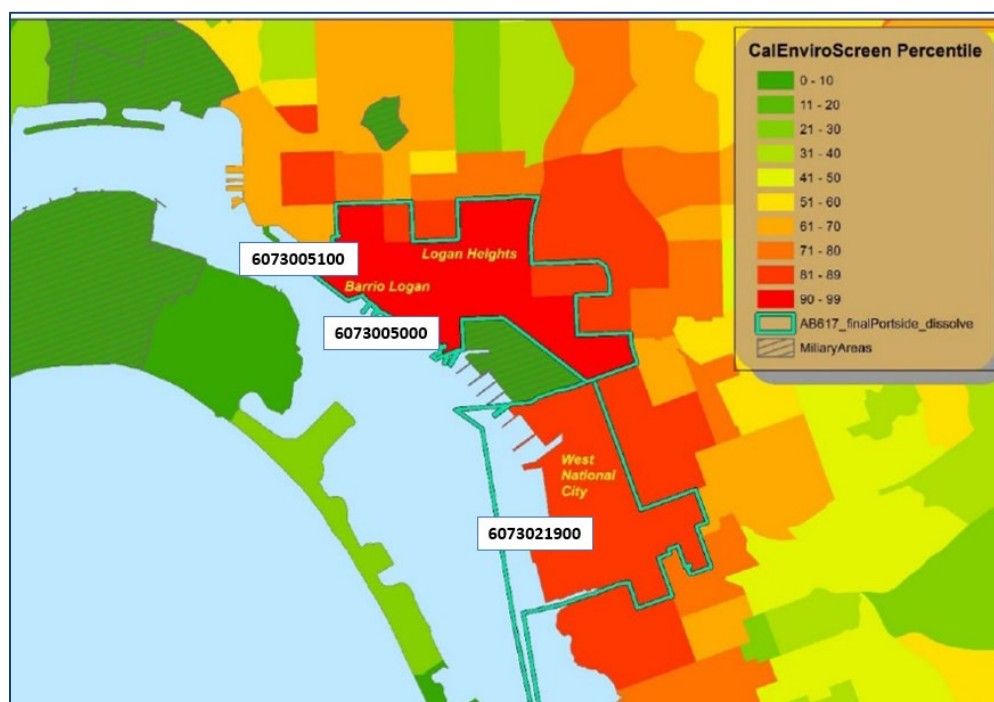 CalEnviroScreen Percentile
0 - 10
11 - 20
21 - 30
31 - 40
41 - 50
51 - 60
61 - 70
71 - 80
81 - 89
90 - 99
AB617_finalPortside_dissolve
MiliaryAreas
6073005100
Logan Heights
Barrio Logan
6073005000
West
National
City
6073021900